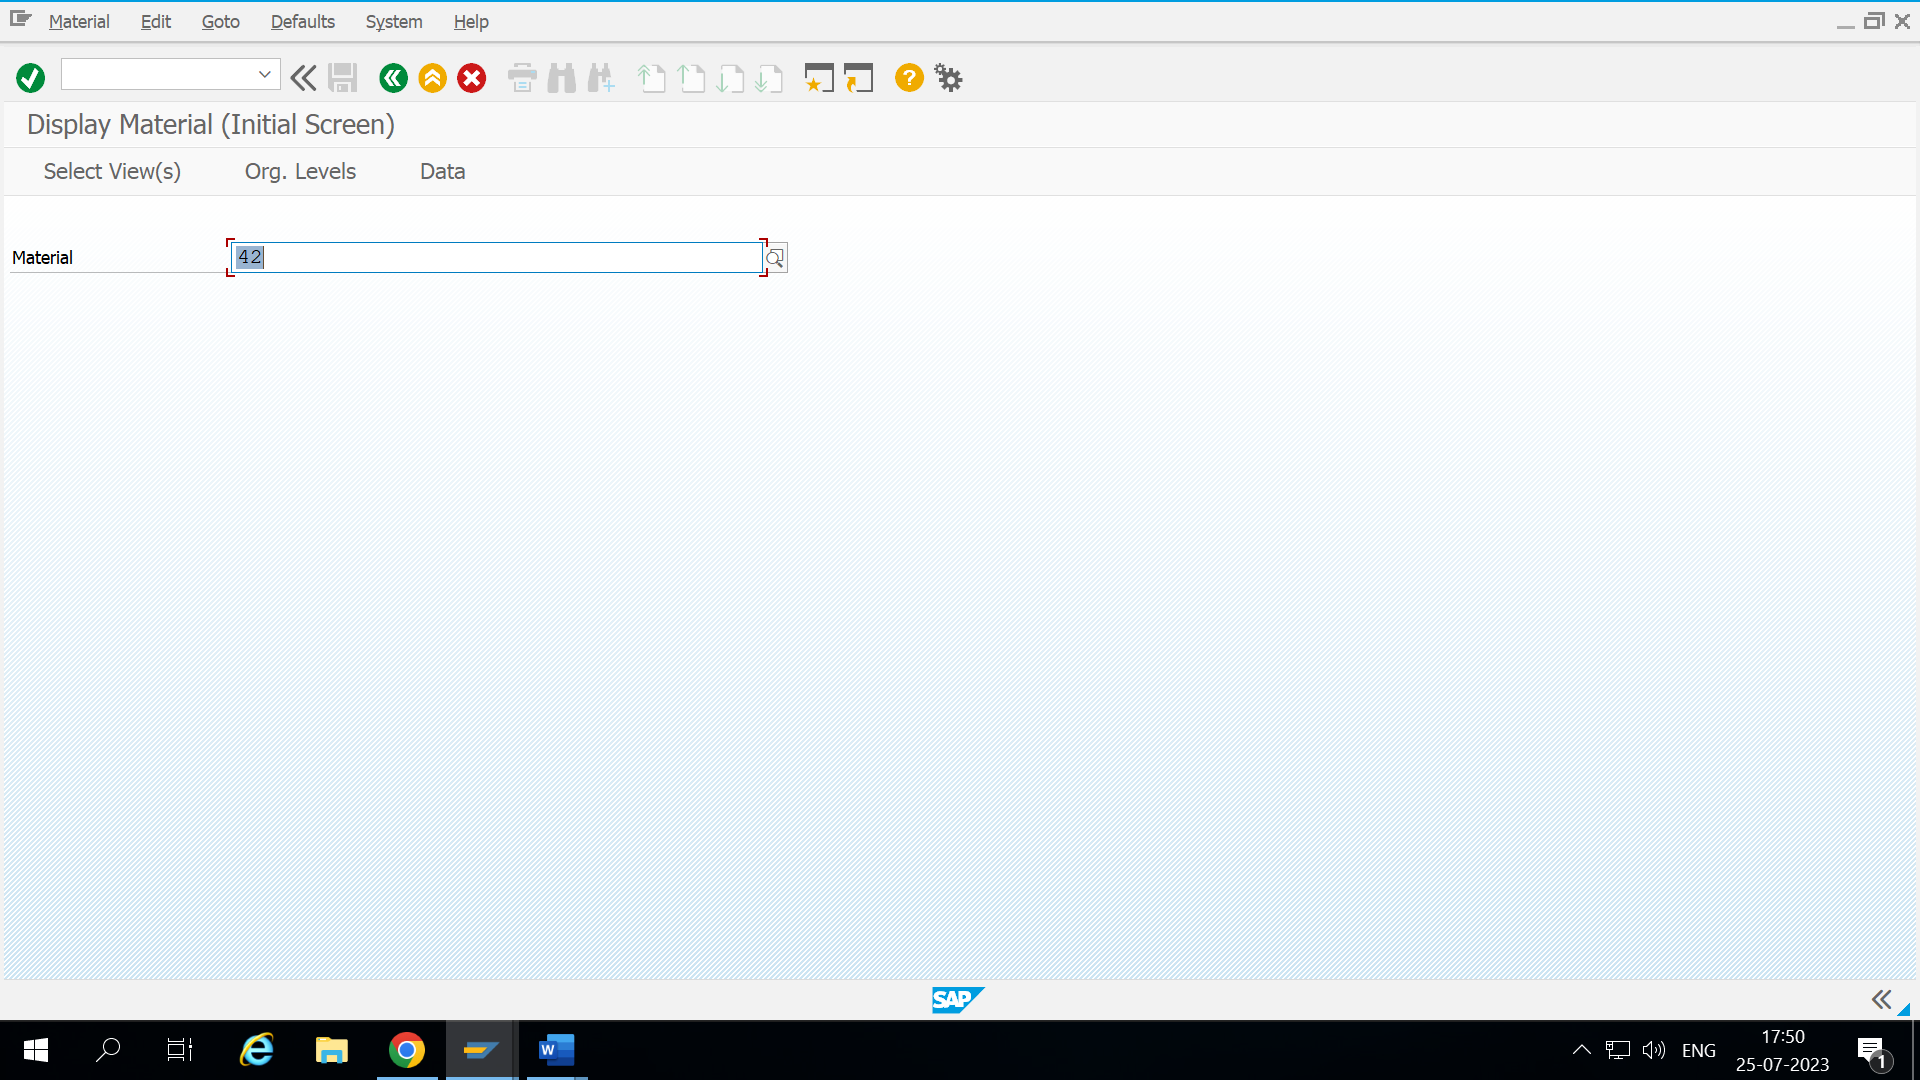 Material Edit Goto Defaults System Help
Display Material (Initial Screen)
Select View(s) Org. Levels Data
Material 42
SAP
ENG
17:50
25-07-2023
1